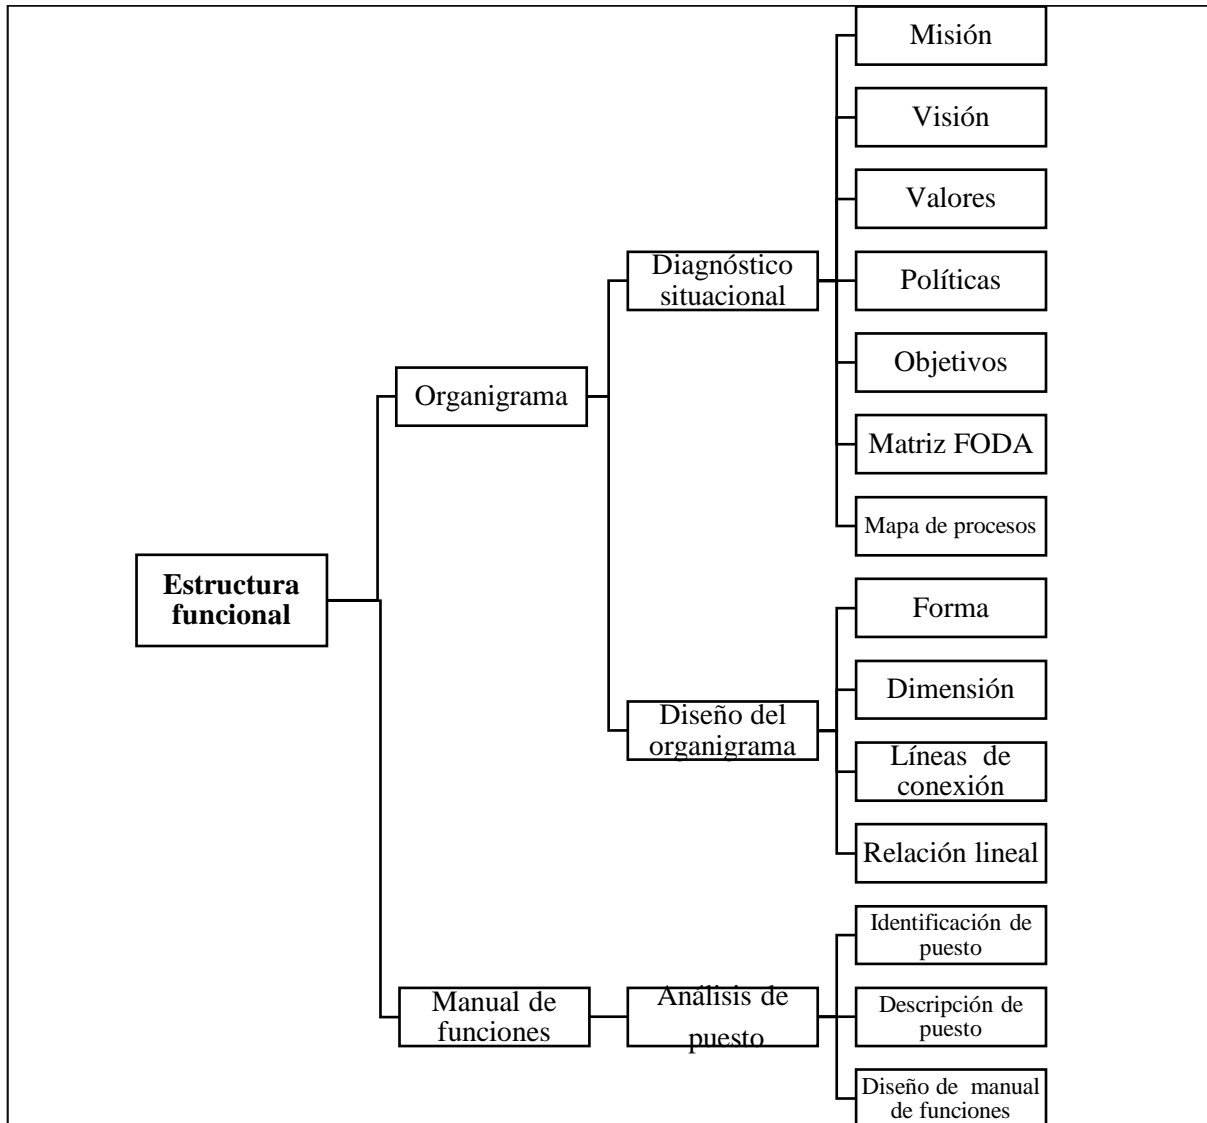 Misión
Visión
Valores
Diagnóstico
situacional
Políticas
Objetivos
Organigrama
Matriz FODA
Mapa de procesos
Estructura
funcional
Forma
Dimensión
Diseño del
organigrama
Líneas de
conexión
Relación lineal
Identificación de
puesto
Manual de
funciones
Análisis de
puesto
Descripción de
puesto
Diseño de manual
de funciones